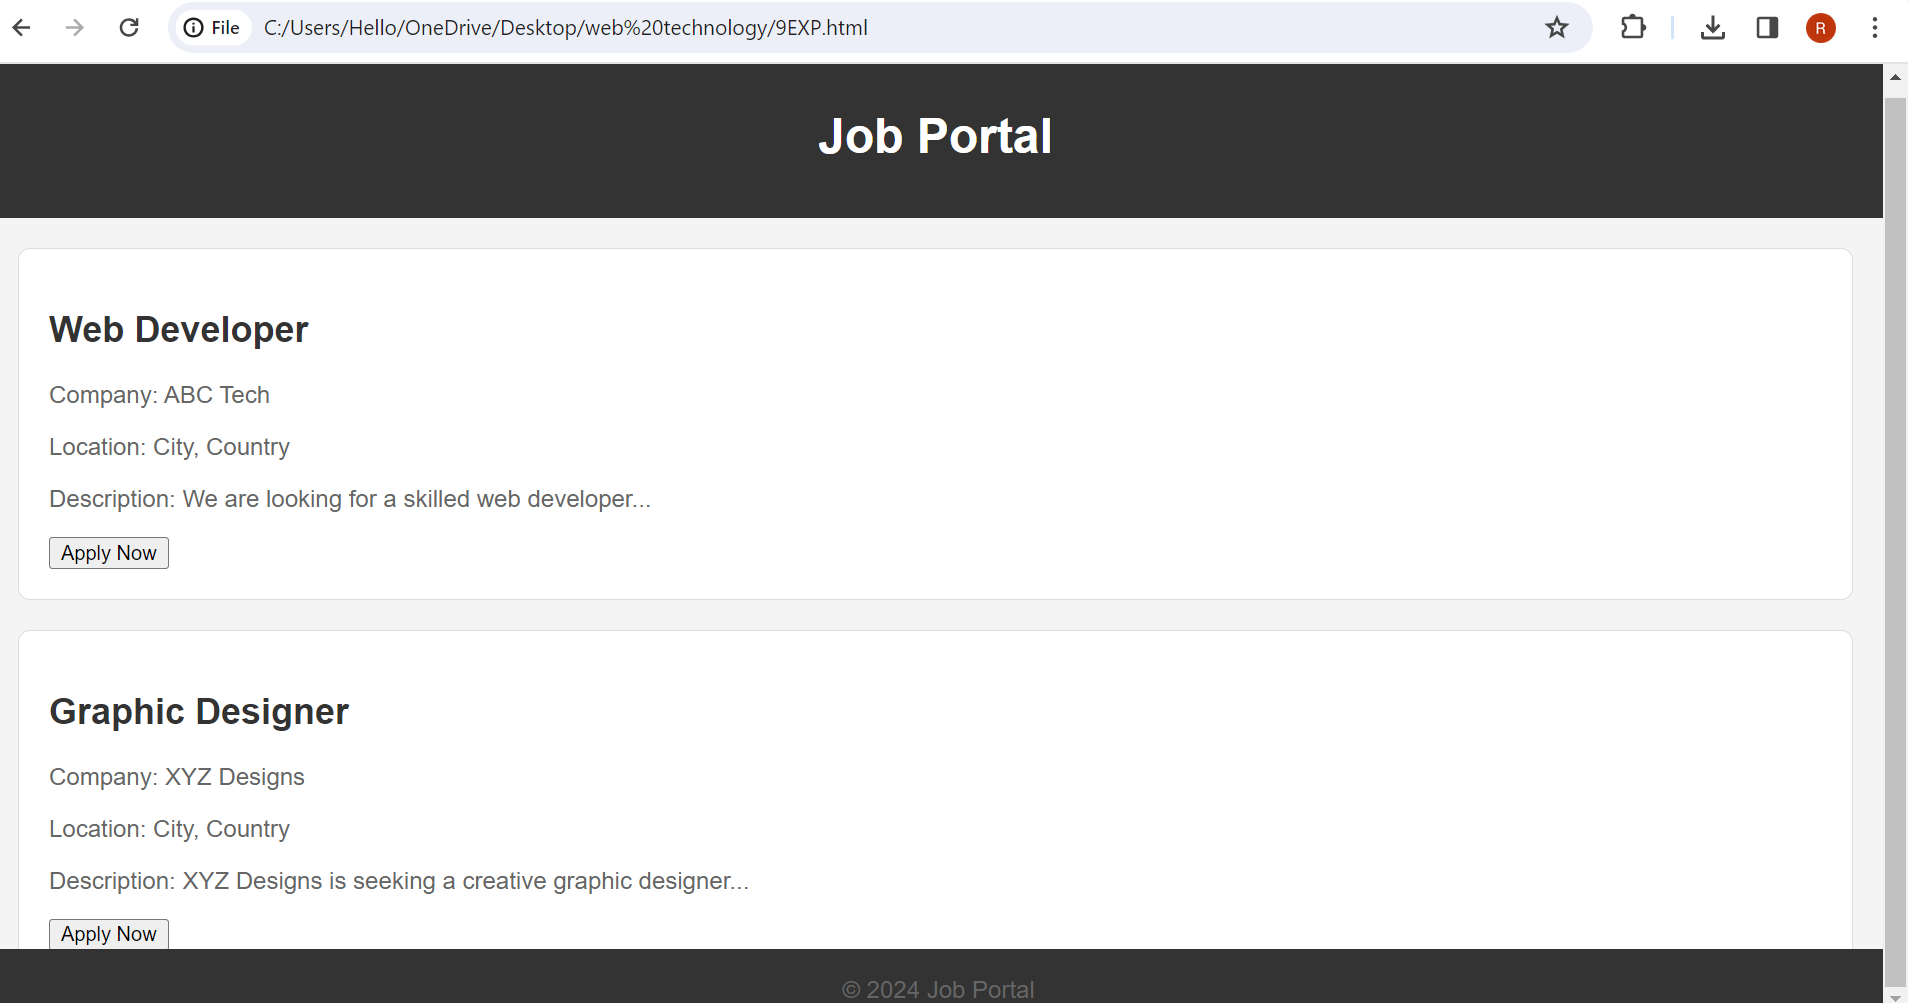 File C:/Users/Hello/OneDrive/Desktop/web%20technology/9EXP.html R
Job Portal
Web Developer
Company: ABC Tech
Location: City, Country
Description: We are looking for a skilled web developer...
Apply Now
Graphic Designer
Company: XYZ Designs
Location: City, Country
Description: XYZ Designs is seeking a creative graphic designer...
Apply Now
© 2024 Job Portal